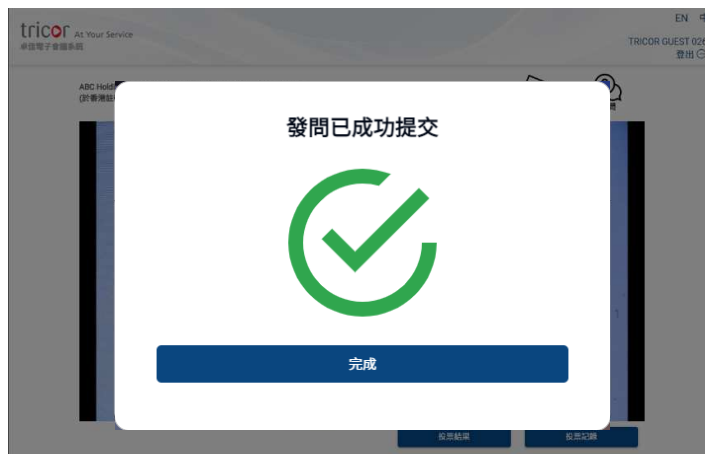 EN
tricor At Your Service
卓佳電子會議系統
TRICOR GUEST 026
登出
ABC Hold
發問已成功提交
完成
投票結果
投票記錄